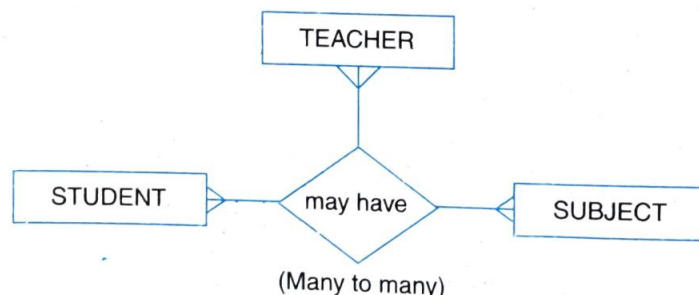 TEACHER
STUDENT
may have
SUBJECT
(Many to many)